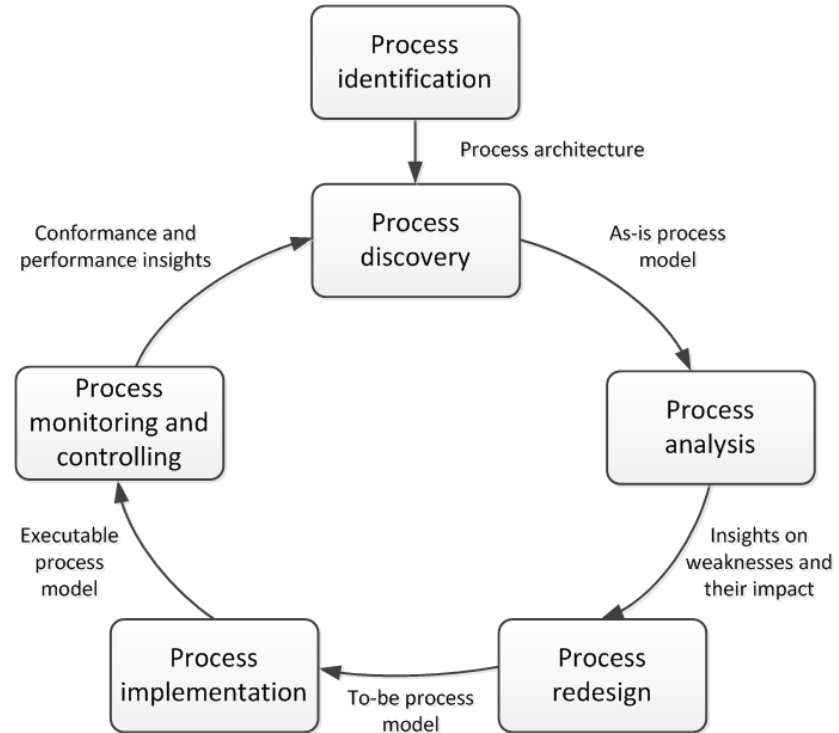 Process
identification
Process architecture
Process
discovery
As-is process
model
Process
analysis
Insights on
weaknesses and
their impact
Process
redesign
To-be process
model
Process
implementation
Executable
process
model
Process
monitoring and
controlling
Conformance and
performance insights